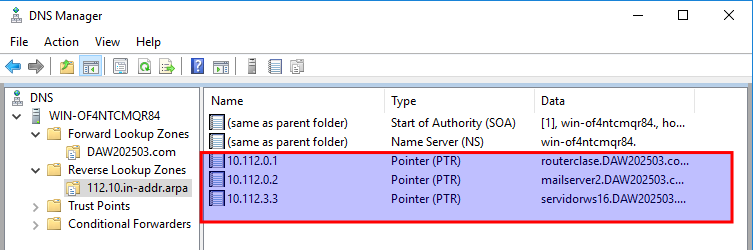 DNS Manager
File Action View Help
DNS
WIN-OF4NTCMQR84
Forward Lookup Zones
DAW202503.com
Reverse Lookup Zones
112.10.in-addr.arpa
Trust Points
Conditional Forwarders
Name Type Data
(same as parent folder) Start of Authority (SOA) [1], win-of4ntcmqr84., ho...
(same as parent folder) Name Server (NS) win-of4ntcmqr84.
10.112.0.1 Pointer (PTR) routerclase.DAW202503.co...
10.112.0.2 Pointer (PTR) mailserver2.DAW202503.c...
10.112.3.3 Pointer (PTR) servidorws16.DAW202503....